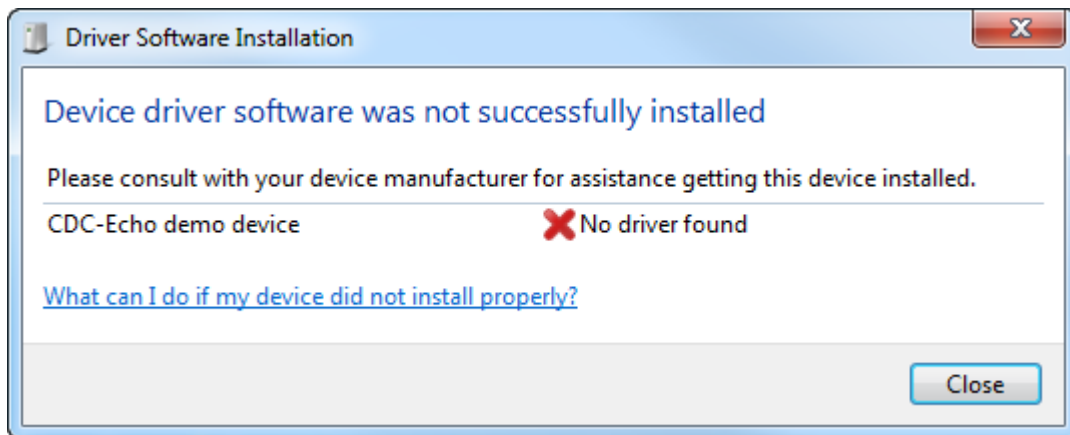 Driver Software Installation
Device driver software was not successfully installed
Please consult with your device manufacturer for assistance getting this device installed.
CDC-Echo demo device No driver found
What can I do if my device did not install properly?
Close